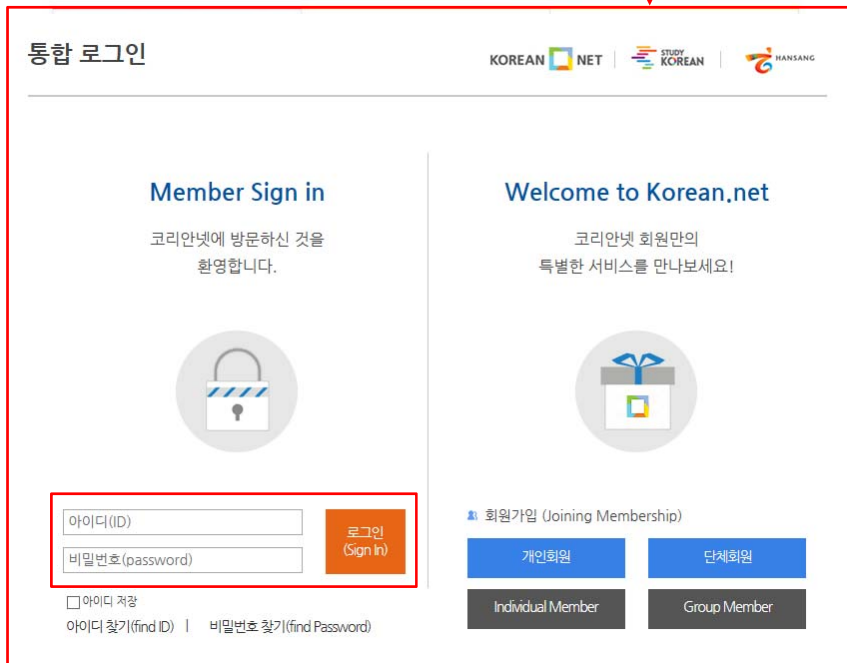 통합 로그인
KOREAN NET
STUDY KOREAN
HANSANG
Member Sign in
코리안넷에 방문하신 것을
환영합니다.
아이디(ID)
비밀번호(password)
로그인
(Sign In)
아이디 저장
아이디 찾기(find ID) | 비밀번호 찾기(find Password)
Welcome to Korean.net
코리안넷 회원만의
특별한 서비스를 만나보세요!
회원가입 (Joining Membership)
개인회원 단체회원
Individual Member Group Member